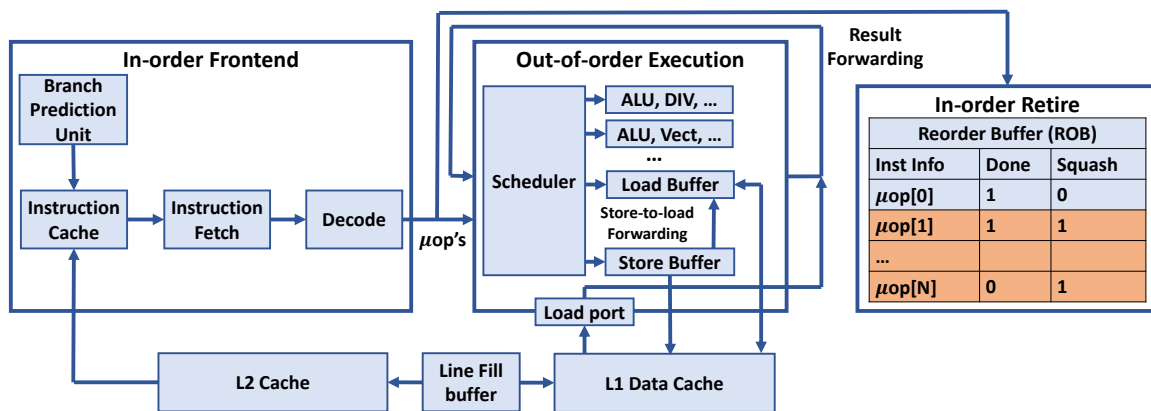 In-order Frontend
Branch
Prediction
Unit
Instruction
Cache
Instruction
Fetch
Decode
μop's
Out-of-order Execution
Scheduler
ALU, DIV, ...
ALU, Vect, ...
...
Load Buffer
Store-to-load
Forwarding
Store Buffer
Load port
Result
Forwarding
In-order Retire
Reorder Buffer (ROB)
Inst Info Done Squash
μop[0] 1 0
μop[1] 1 1
...
μop[N] 0 1
L2 Cache
Line Fill
buffer
L1 Data Cache